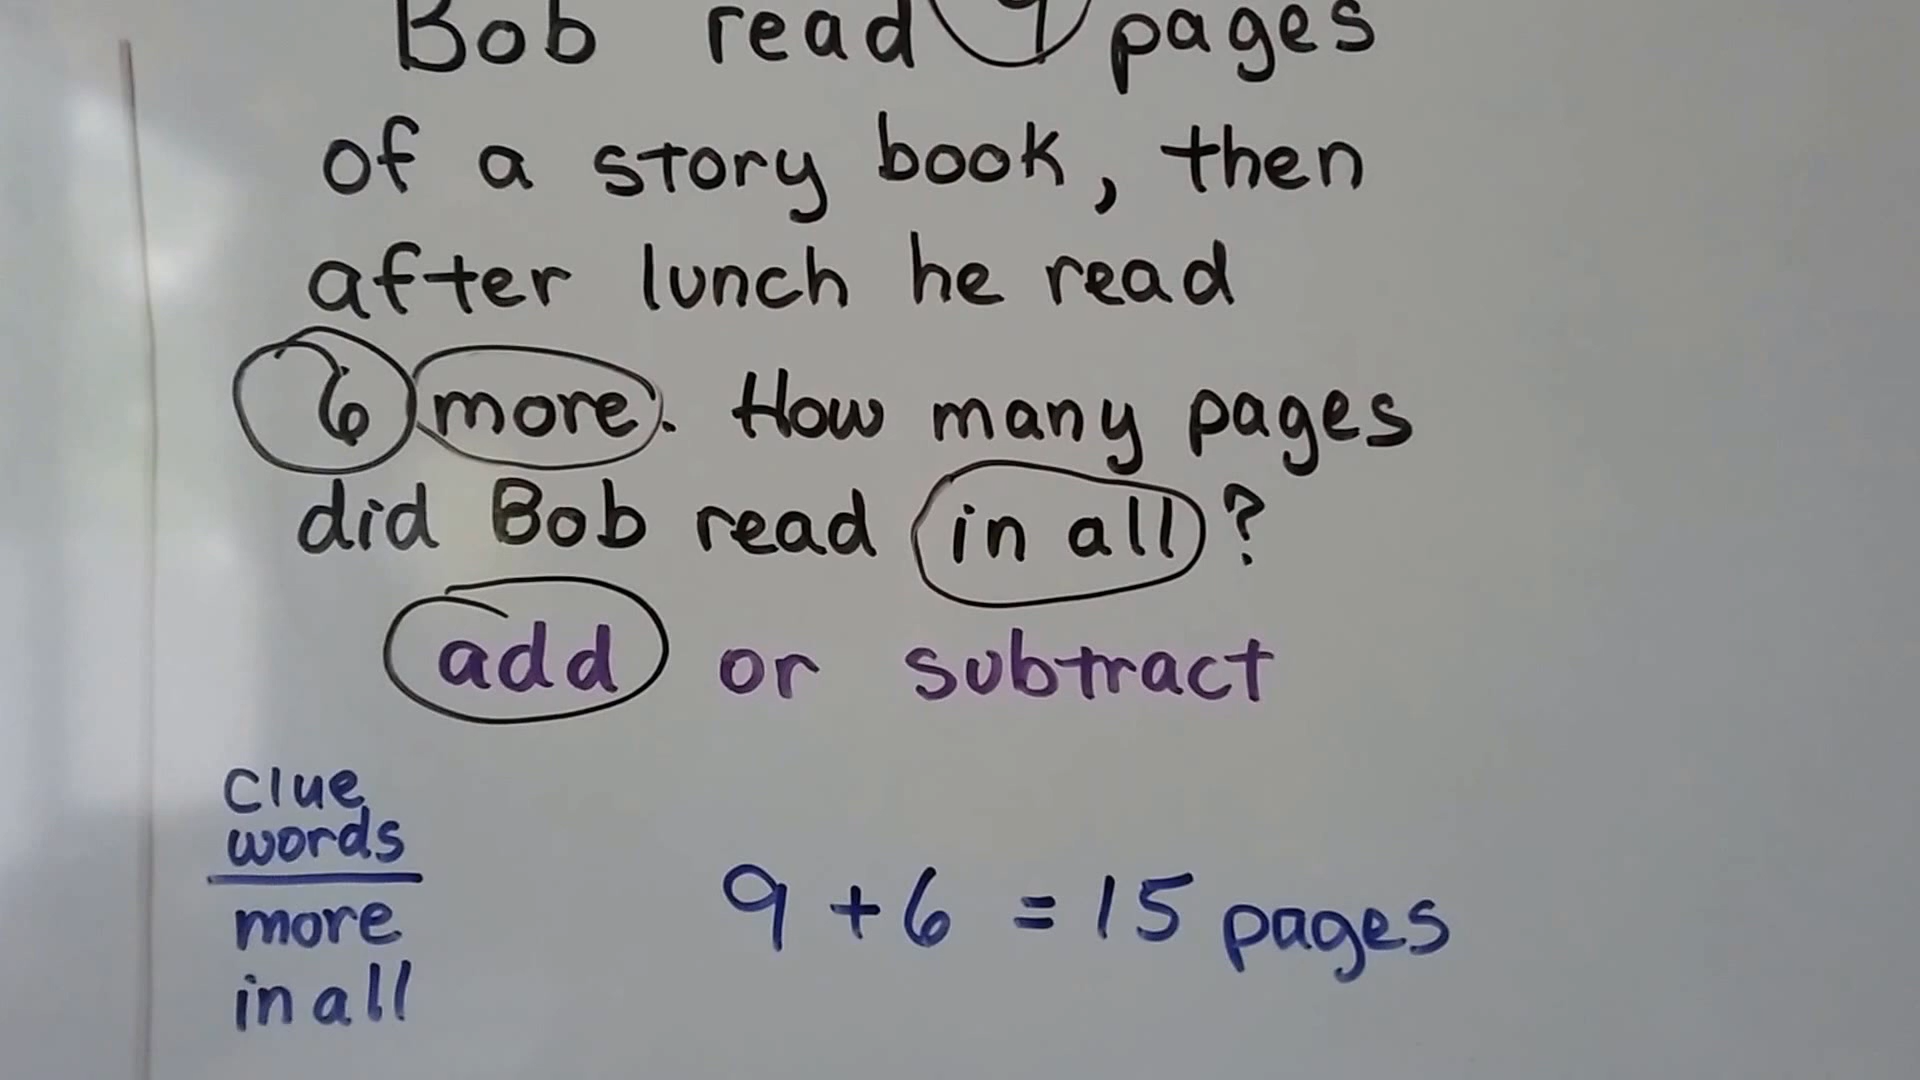 Bob read 9 pages
of a story book, then
after lunch he read
6 more. How many pages
did Bob read in all?
add or subtract
clue
words
more
in all
9 + 6 = 15 pages